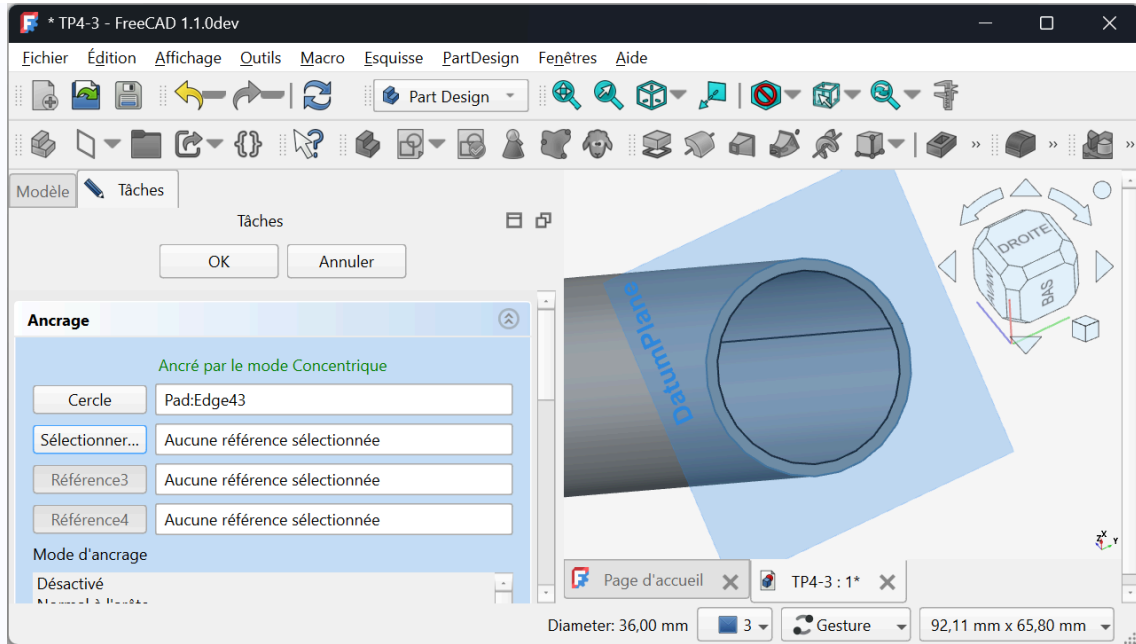 * TP4-3 - FreeCAD 1.1.0dev
Fichier Édition Affichage Outils Macro Esquisse PartDesign Fenêtres Aide
Part Design
Modèle Tâches
Tâches
OK Annuler
Ancrage
Ancré par le mode Concentrique
Cercle Pad:Edge43
Sélectionner... Aucune référence sélectionnée
Référence3 Aucune référence sélectionnée
Référence4 Aucune référence sélectionnée
Mode d'ancrage
Désactivé
Normal à l'arête
DatumPlane
DROITE
AVANT
BAS
Z X Y
Page d'accueil TP4-3 : 1*
Diameter: 36,00 mm 3 Gesture 92,11 mm x 65,80 mm